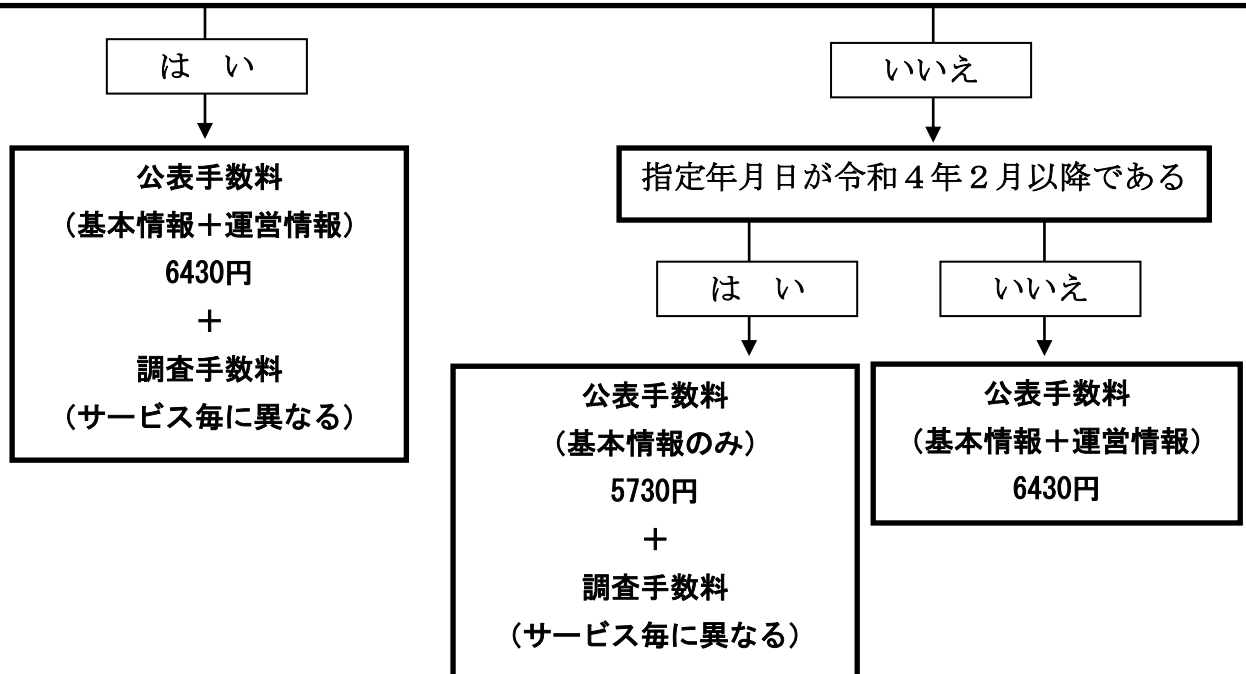 はい
いいえ
公表手数料
（基本情報＋運営情報）
6430円
＋
調査手数料
（サービス毎に異なる）
指定年月日が令和４年２月以降である
はい
いいえ
公表手数料
（基本情報のみ）
5730円
＋
調査手数料
（サービス毎に異なる）
公表手数料
（基本情報＋運営情報）
6430円